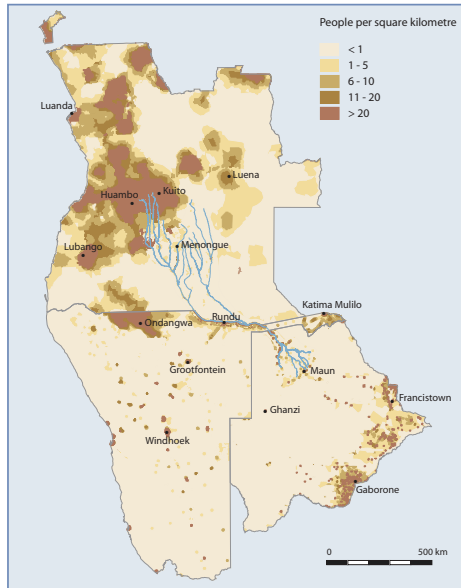 People per square kilometre
< 1
1 - 5
6 - 10
11 - 20
> 20
Luanda
Luena
Kuito
Huambo
Menongue
Lubango
Katima Mulilo
Rundu
Ondangwa
Grootfontein
Maun
Francistown
Ghanzi
Windhoek
Gaborone
0 500 km